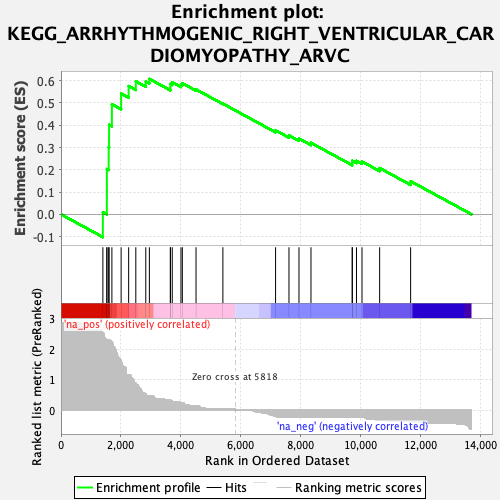 Enrichment plot:
KEGG_ARRHYTHMOGENIC_RIGHT_VENTRICULAR_CAR
DIOMYOPATHY_ARVC
Enrichment score (ES)
0.6
0.5
0.4
0.3
0.2
0.1
0.0
-0.1
'na_pos' (positively correlated)
Ranked list metric (PreRanked)
3
2
1
0
Zero cross at 5818
'na_neg' (negatively correlated)
0
2,000
4,000
6,000
8,000
10,000
12,000
14,000
Rank in Ordered Dataset
Enrichment profile
Hits
Ranking metric scores